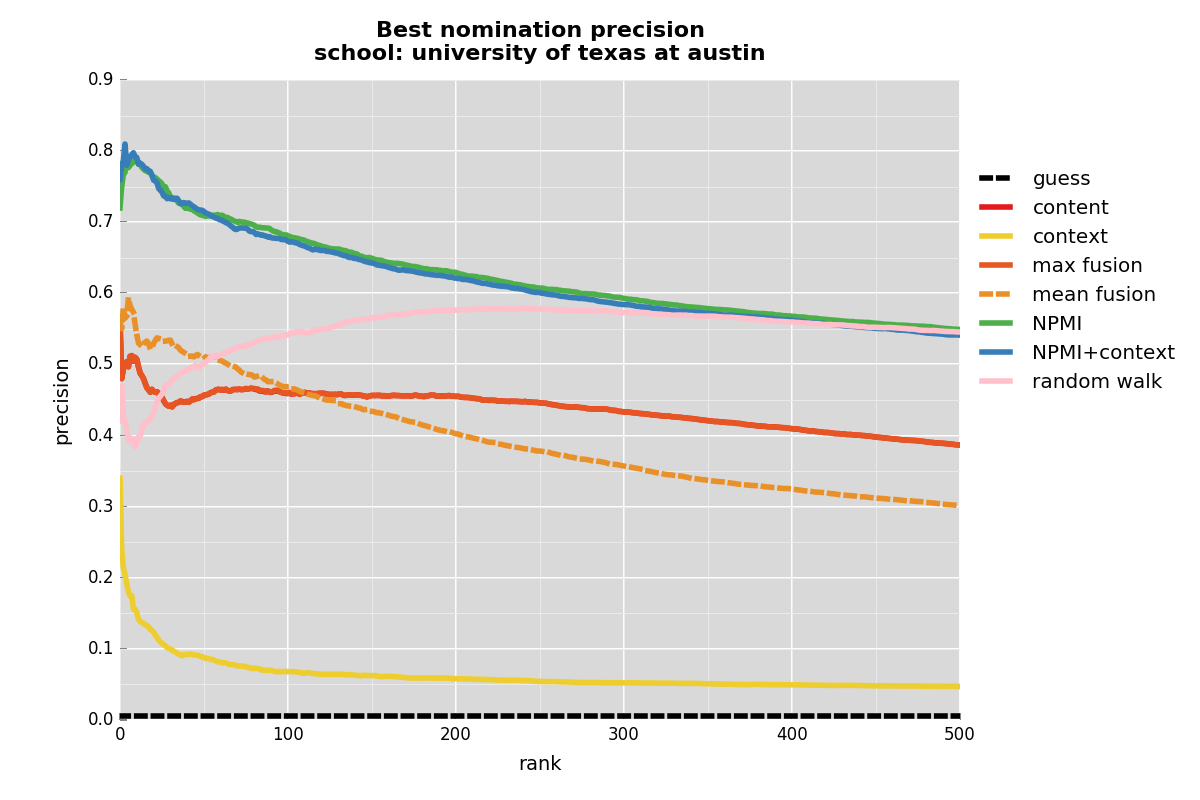 Best nomination precision
school: university of texas at austin
precision
0.9
0.8
0.7
0.6
0.5
0.4
0.3
0.2
0.1
0.0
0
100
200
300
400
500
rank
guess
content
context
max fusion
mean fusion
NPMI
NPMI+context
random walk